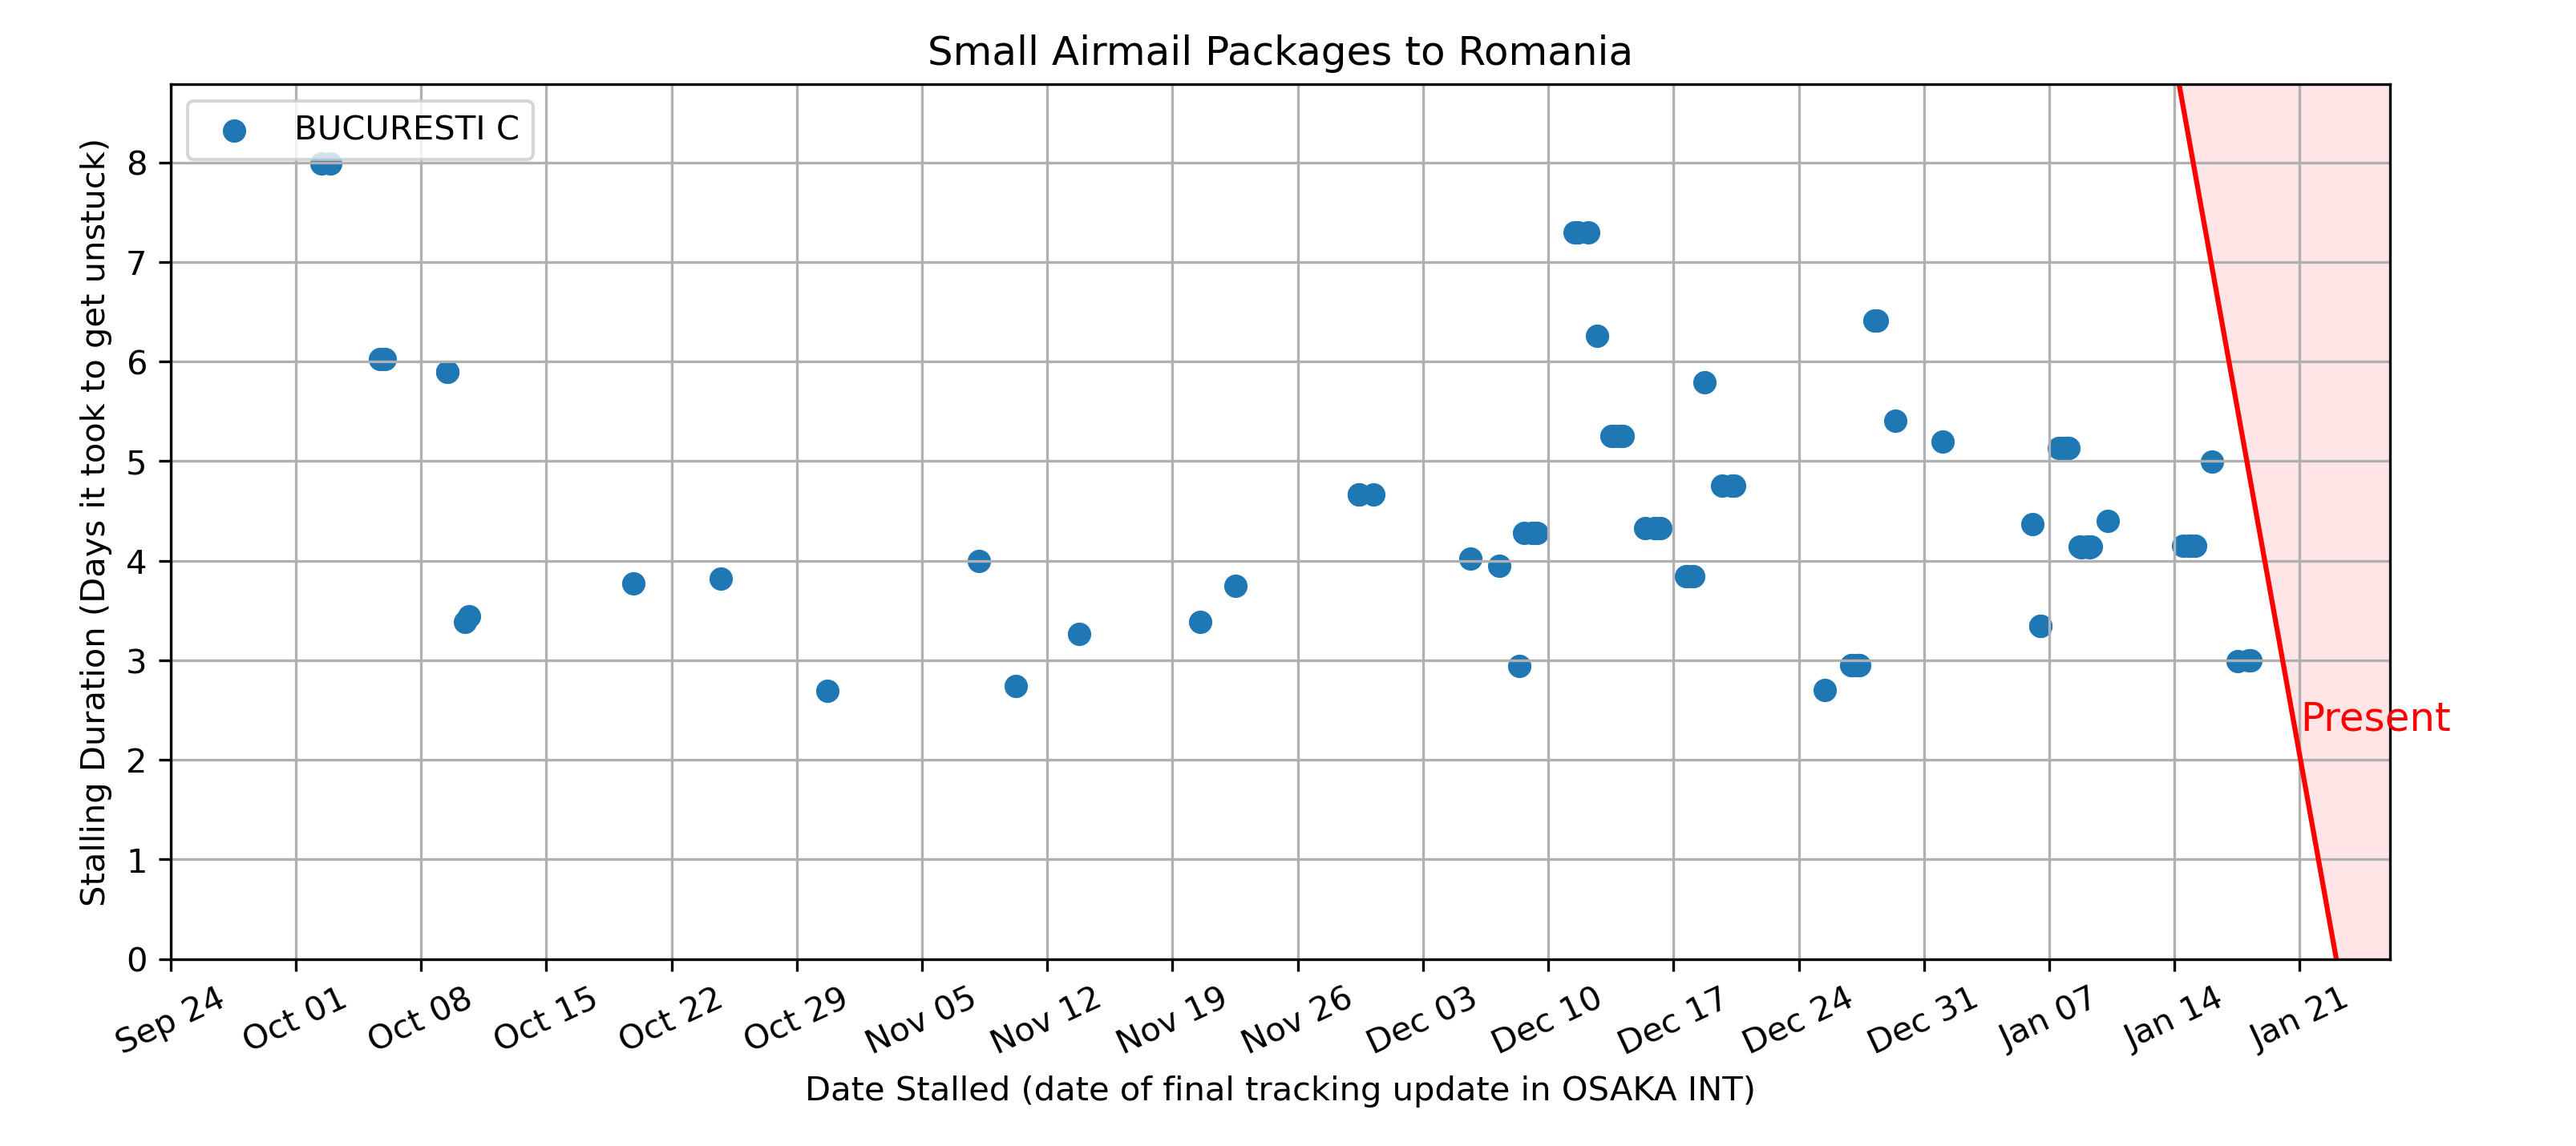 Small Airmail Packages to Romania
BUCURESTI C
Stalling Duration (Days it took to get unstuck)
8
7
6
5
4
3
2
1
0
Present
Sep 24 Oct 01 Oct 08 Oct 15 Oct 22 Oct 29 Nov 05 Nov 12 Nov 19 Nov 26 Dec 03 Dec 10 Dec 17 Dec 24 Dec 31 Jan 07 Jan 14 Jan 21
Date Stalled (date of final tracking update in OSAKA INT)